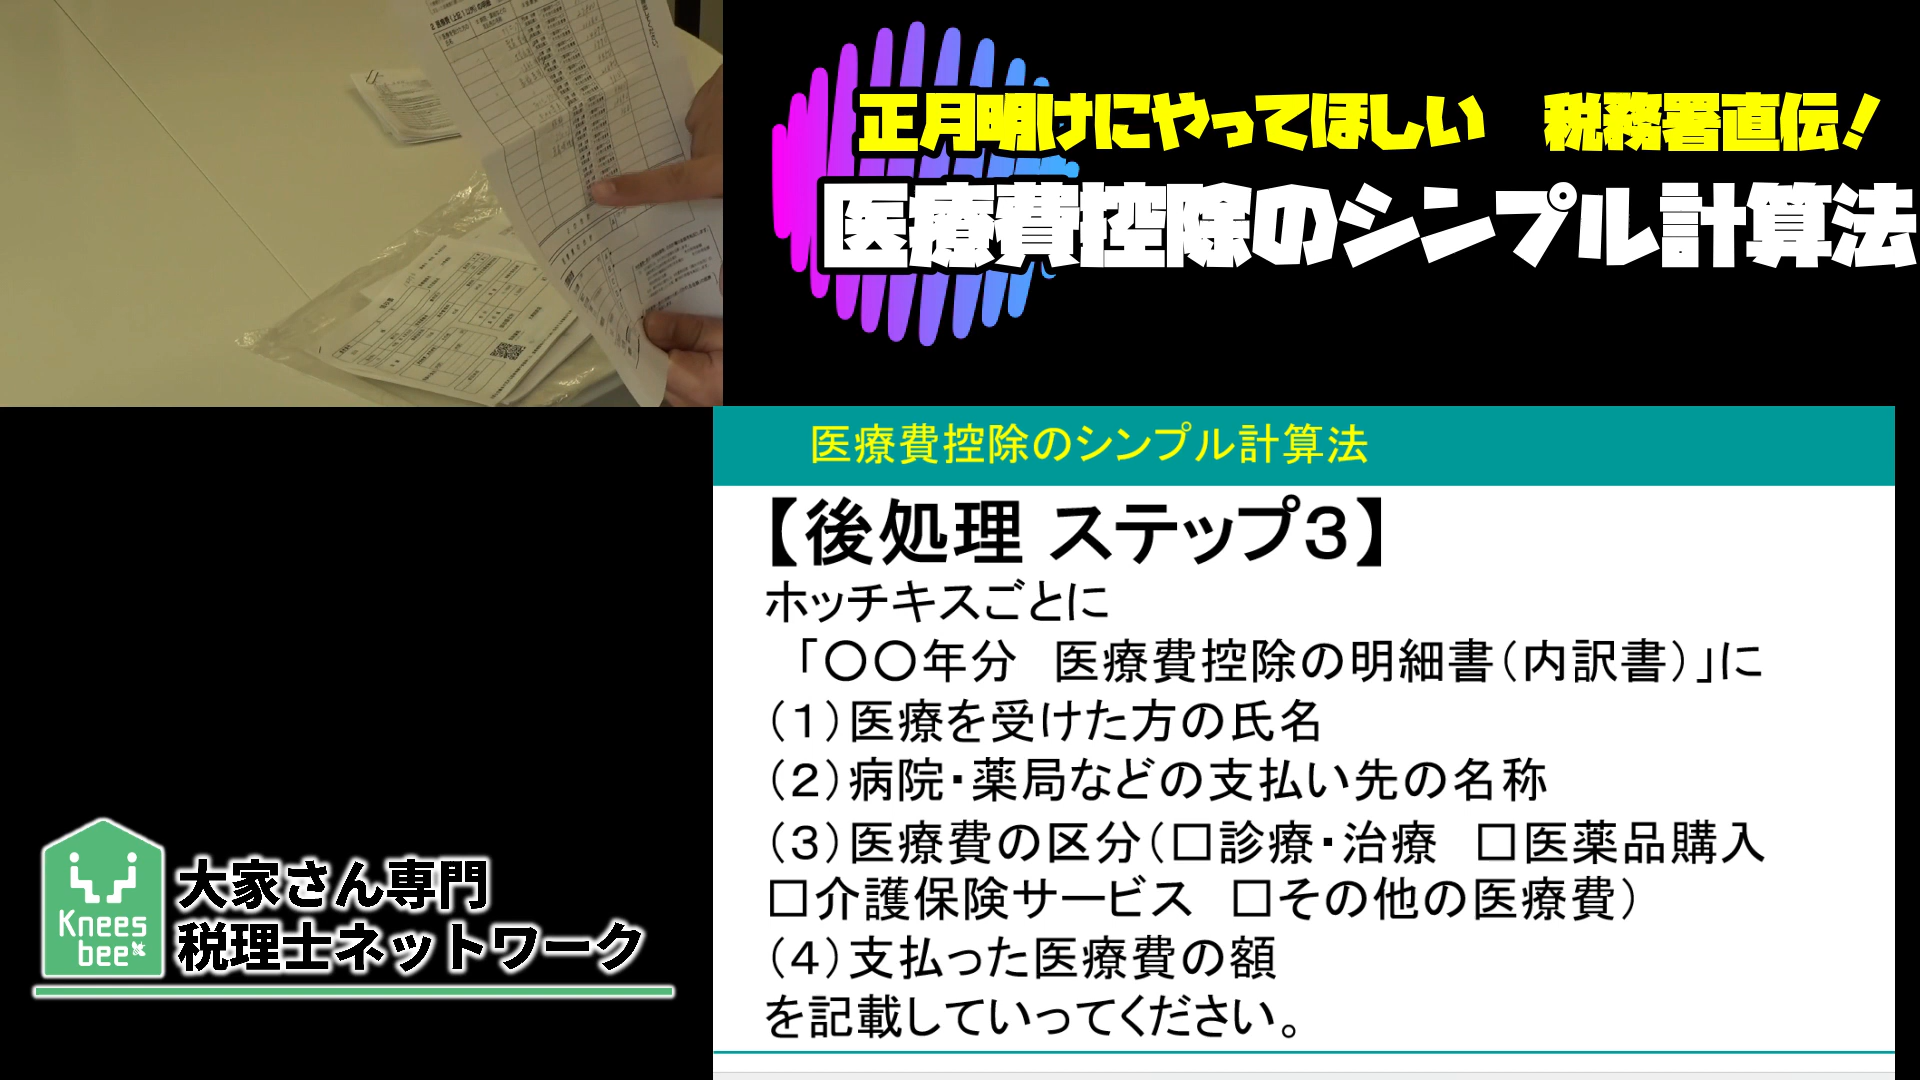 正月明けにやってほしい　税務署直伝!
医療費控除のシンプル計算法
医療費控除のシンプル計算法
【後処理 ステップ3】
ホッチキスごとに
「〇〇年分　医療費控除の明細書（内訳書）」に
（1）医療を受けた方の氏名
（2）病院・薬局などの支払い先の名称
（3）医療費の区分（□診療・治療　□医薬品購入
□介護保険サービス　□その他の医療費）
（4）支払った医療費の額
を記載していってください。
Knees
bee
大家さん専門
税理士ネットワーク